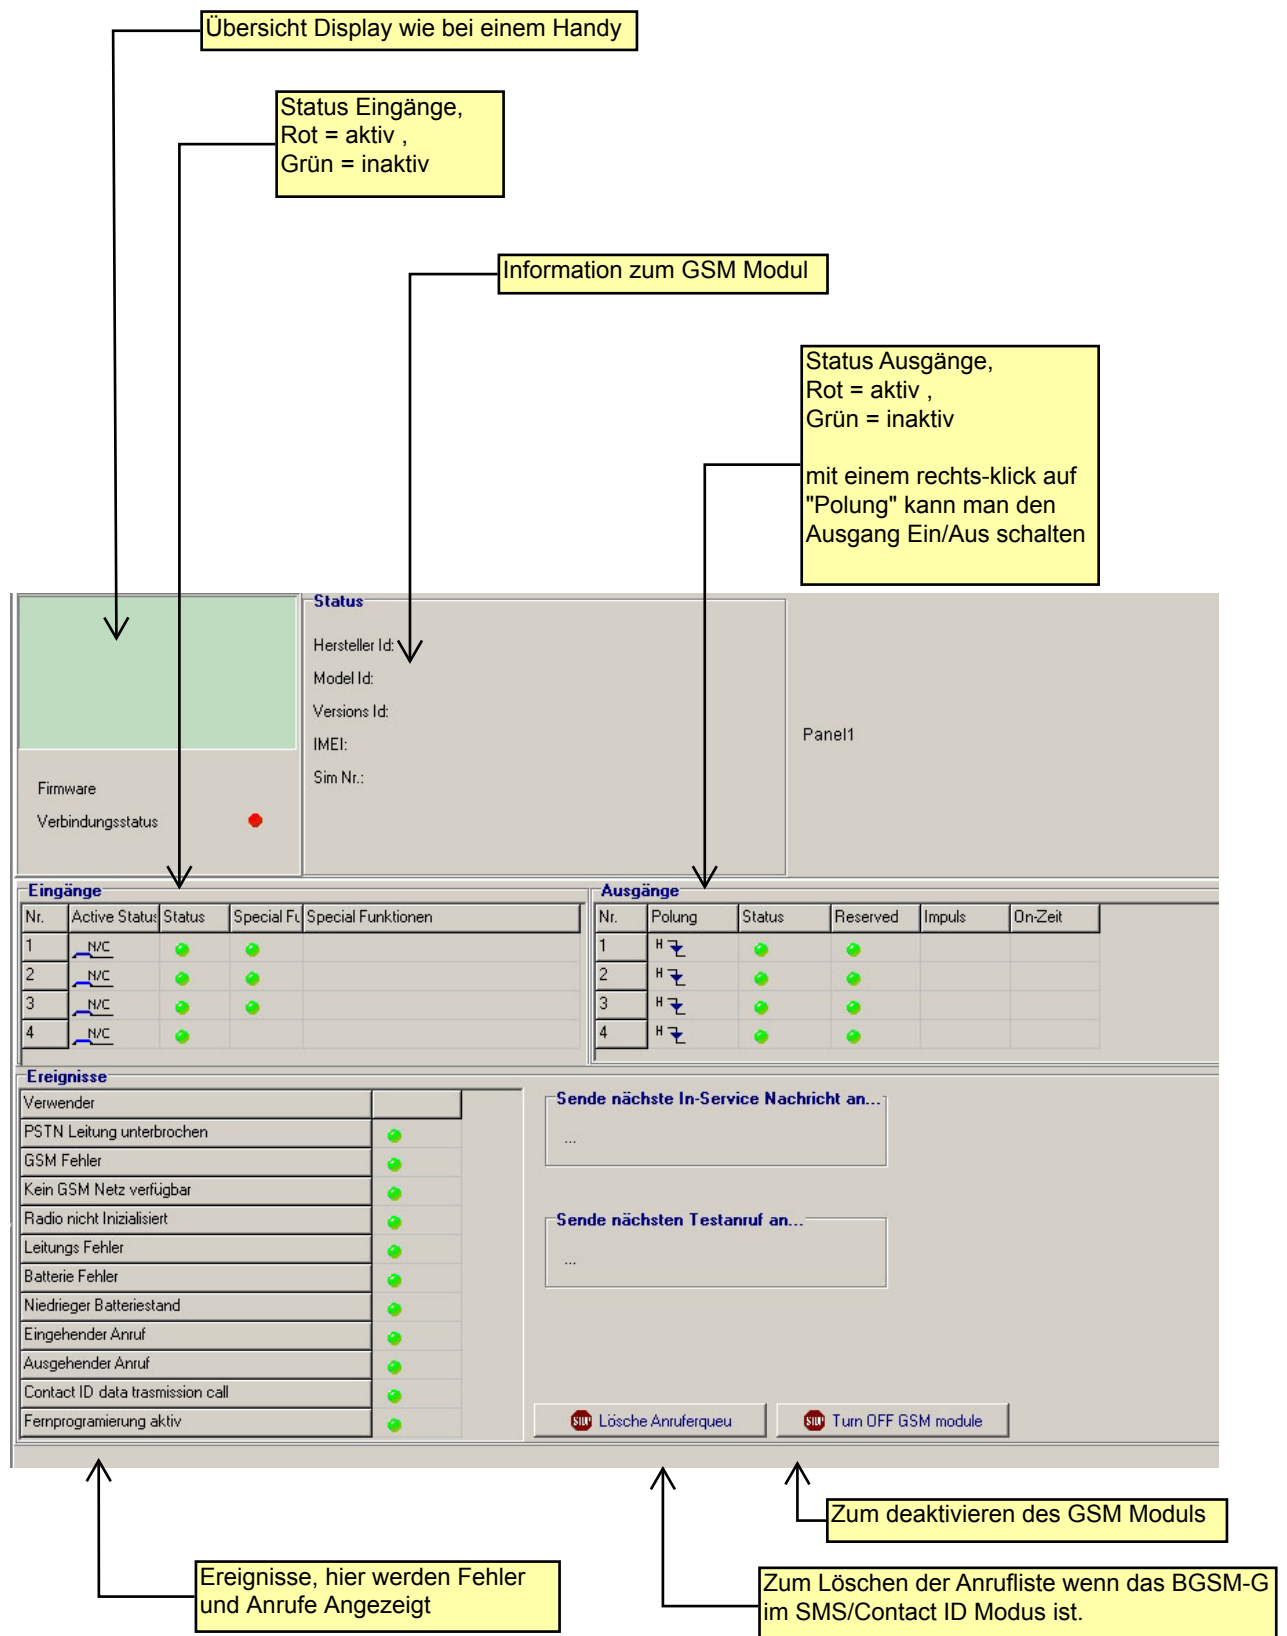 Übersicht Display wie bei einem Handy
Status Eingänge,
Rot = aktiv ,
Grün = inaktiv
Information zum GSM Modul
Status Ausgänge,
Rot = aktiv ,
Grün = inaktiv
mit einem rechts-klick auf
"Polung" kann man den
Ausgang Ein/Aus schalten
Status
Hersteller Id:
Model Id:
Versions Id:
IMEI:
Sim Nr.:
Panel1
Firmware
Verbindungsstatus
Eingänge
Nr. Active Status Status Special Fu Special Funktionen
1 N/C
2 N/C
3 N/C
4 N/C
Ausgänge
Nr. Polung Status Reserved Impuls On-Zeit
1 H
2 H
3 H
4 H
Ereignisse
Verwender
PSTN Leitung unterbrochen
GSM Fehler
Kein GSM Netz verfügbar
Radio nicht Inizialisiert
Leitungs Fehler
Batterie Fehler
Niedrieger Batteriestand
Eingehender Anruf
Ausgehender Anruf
Contact ID data trasmission call
Fernprogramierung aktiv
Sende nächste In-Service Nachricht an...
...
Sende nächsten Testanruf an...
...
STOP Lösche Anruferqueu
STOP Turn OFF GSM module
Zum deaktivieren des GSM Moduls
Ereignisse, hier werden Fehler
und Anrufe Angezeigt
Zum Löschen der Anrufliste wenn das BGSM-G
im SMS/Contact ID Modus ist.